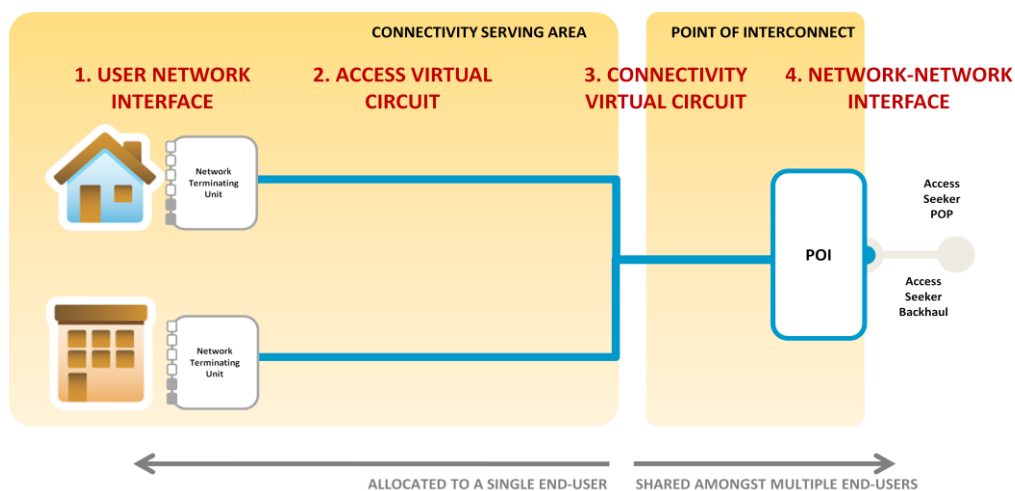 CONNECTIVITY SERVING AREA
POINT OF INTERCONNECT
1. USER NETWORK
INTERFACE
2. ACCESS VIRTUAL
CIRCUIT
3. CONNECTIVITY
VIRTUAL CIRCUIT
4. NETWORK-NETWORK
INTERFACE
Network
Terminating
Unit
Access
Seeker
POP
POI
Access
Seeker
Backhaul
Network
Terminating
Unit
ALLOCATED TO A SINGLE END-USER
SHARED AMONGST MULTIPLE END-USERS